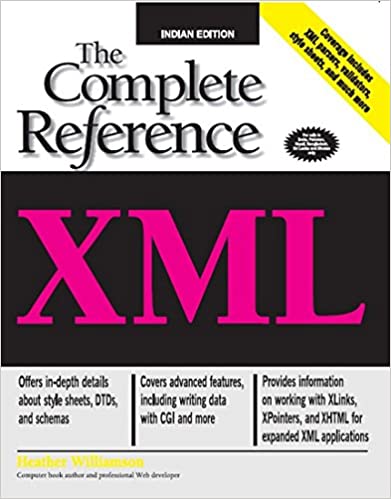 INDIAN EDITION
Coverage includes
XML parsers, validators,
style sheets, and much more
The
Complete
Reference
XML
Offers in-depth details
about style sheets, DTDs,
and schemas
Covers advanced features,
including writing data
with CGI and more
Provides information
on working with XLinks,
XPointers, and XHTML for
expanded XML applications
Heather Williamson
Computer book author and professional Web developer